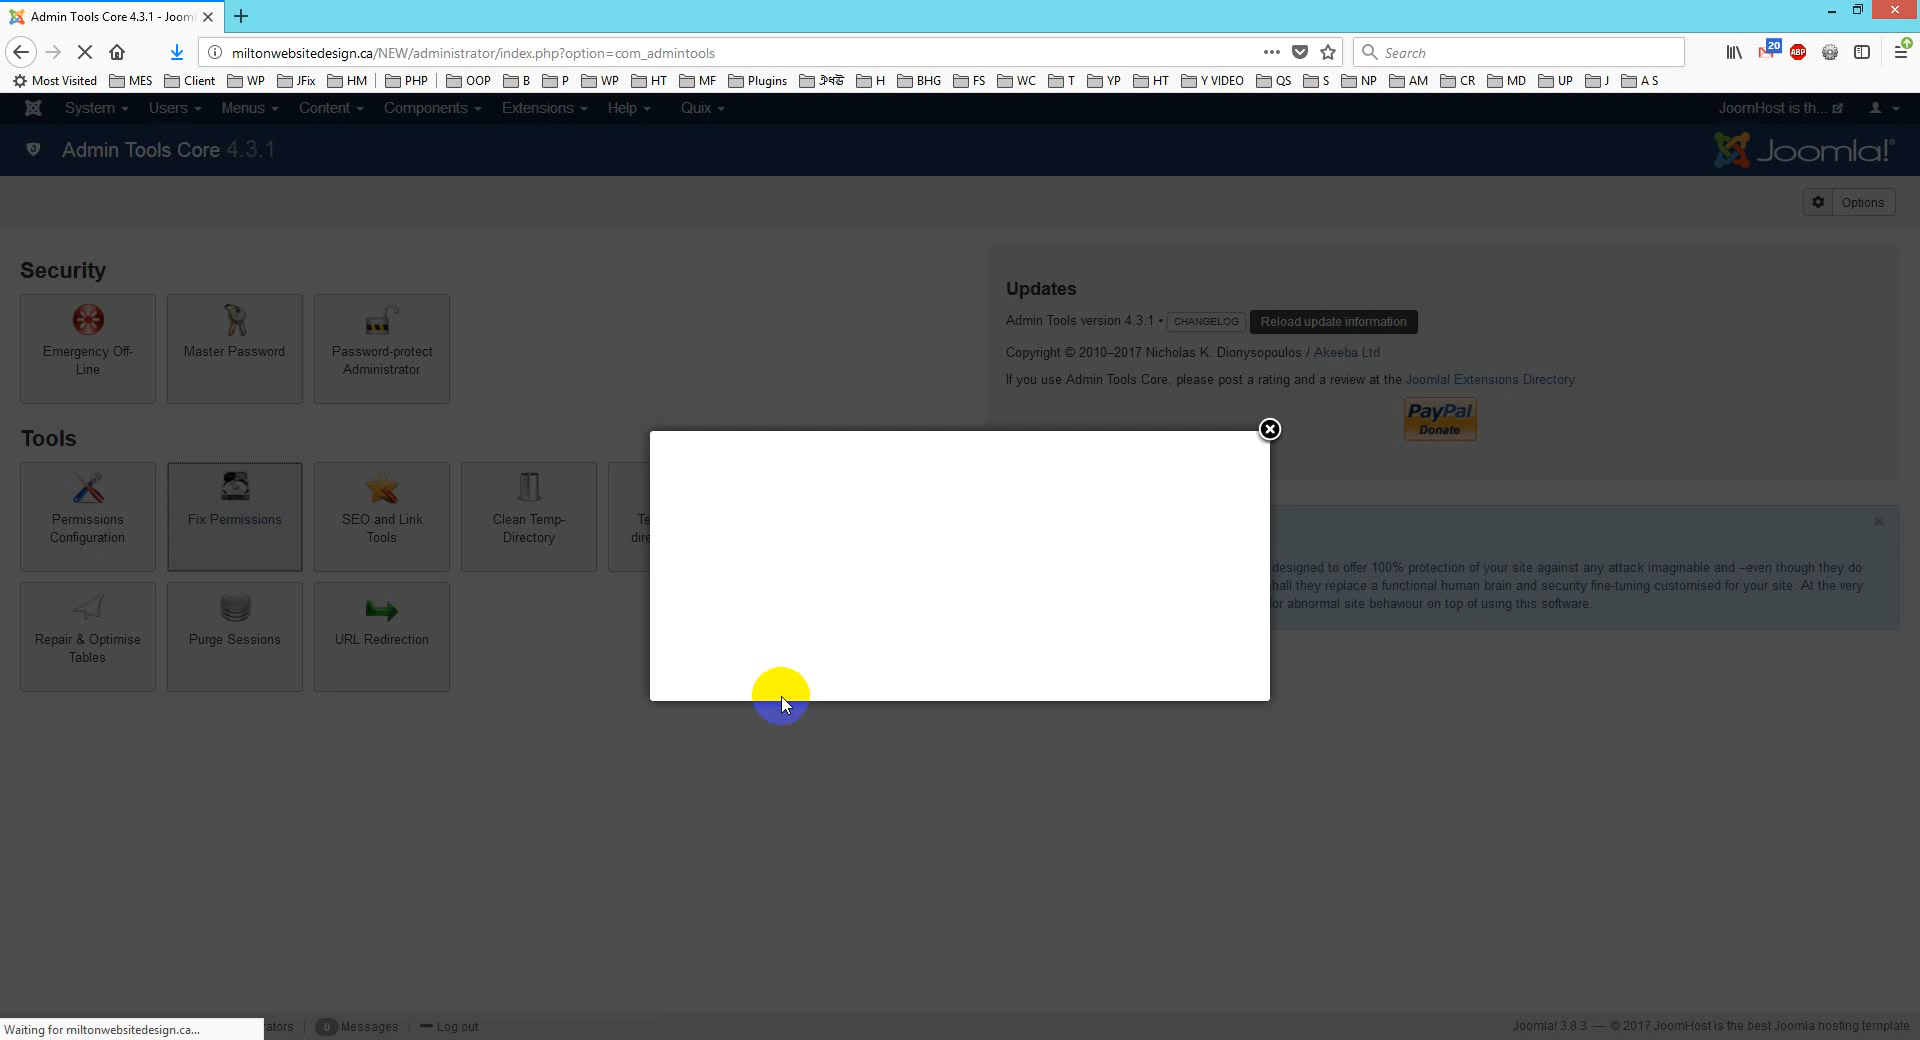 Admin Tools Core 4.3.1 - Jooml
miltonwebsitedesign.ca/NEW/administrator/index.php?option=com_admintools
Search
20
ABP
Most Visited MES Client WP JFix HM PHP OOP B P WP HT MF Plugins H BHG FS WC T YP HT Y VIDEO QS S NP AM CR MD UP J A S
System Users Menus Content Components Extensions Help Quix JoomHost is th...
Admin Tools Core 4.3.1
Joomla!®
Options
Security
Emergency Off-
Line
Master Password
Password-protect
Administrator
Updates
Admin Tools version 4.3.1 • CHANGELOG Reload update information
Copyright © 2010–2017 Nicholas K. Dionysopoulos / Akeeba Ltd
If you use Admin Tools Core, please post a rating and a review at the Joomla! Extensions Directory.
PayPal
Donate
Tools
Permissions
Configuration
Fix Permissions
SEO and Link
Tools
Clean Temp-
Directory
Te
dire
Repair & Optimise
Tables
Purge Sessions
URL Redirection
designed to offer 100% protection of your site against any attack imaginable and –even though they do
hall they replace a functional human brain and security fine-tuning customised for your site. At the very
or abnormal site behaviour on top of using this software.
Waiting for miltonwebsitedesign.ca...
ators 0 Messages Log out
Joomla! 3.8.3 — © 2017 JoomHost is the best Joomla hosting template